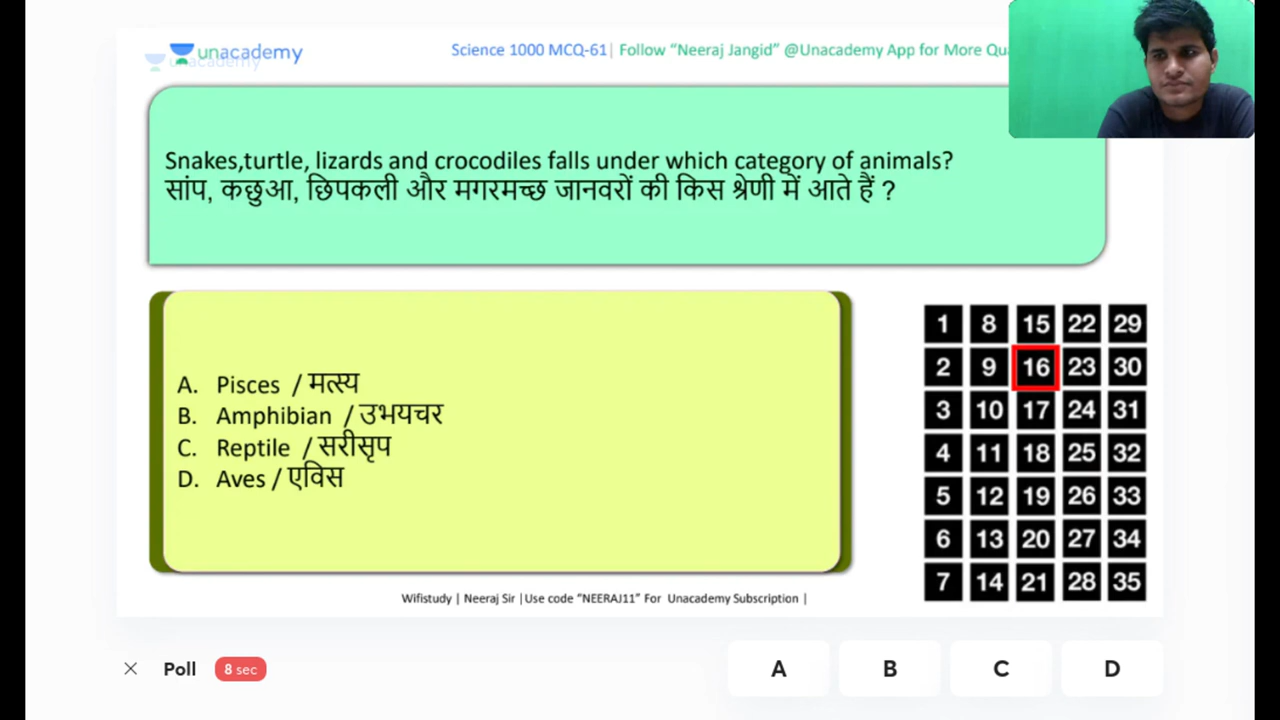 unacademy
Science 1000 MCQ-61| Follow “Neeraj Jangid” @Unacademy App for More
Snakes,turtle, lizards and crocodiles falls under which category of animals?
सांप, कछुआ, छिपकली और मगरमच्छ जानवरों की किस श्रेणी में आते हैं ?
A. Pisces / मत्स्य
B. Amphibian / उभयचर
C. Reptile / सरीसृप
D. Aves / एविस
1 8 15 22 29
2 9 16 23 30
3 10 17 24 31
4 11 18 25 32
5 12 19 26 33
6 13 20 27 34
7 14 21 28 35
Wifistudy | Neeraj Sir |Use code “NEERAJ11” For Unacademy Subscription |
Poll 8 sec A B C D